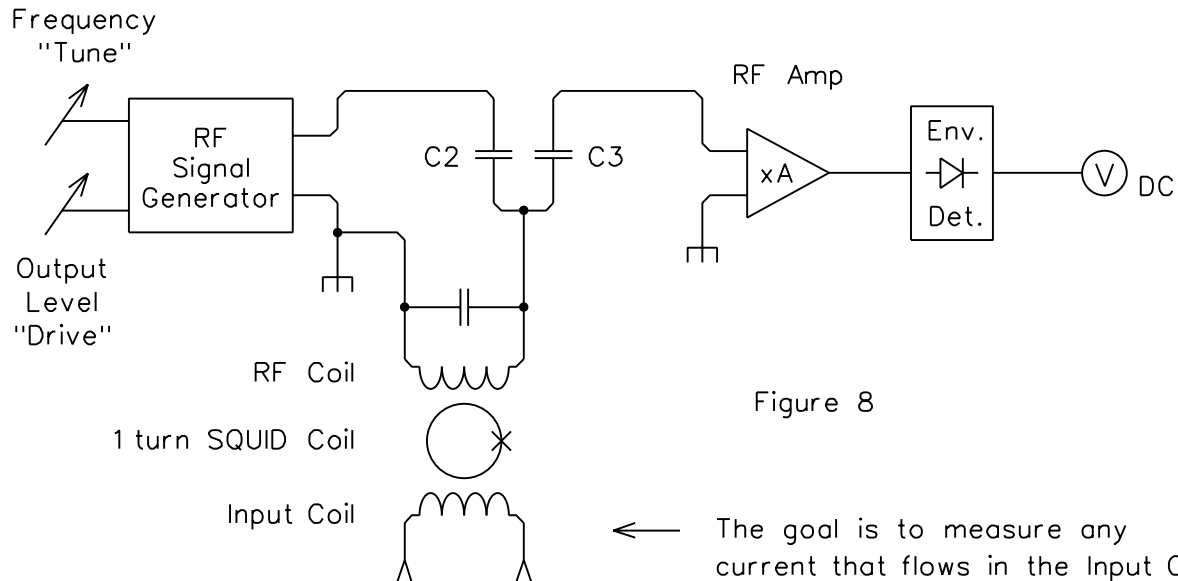 Frequency
"Tune"
RF Amp
RF
Signal
Generator
C2
C3
xA
Env.
Det.
V
DC
Output
Level
"Drive"
RF Coil
Figure 8
1 turn SQUID Coil
Input Coil
The goal is to measure any
current that flows in the Input C